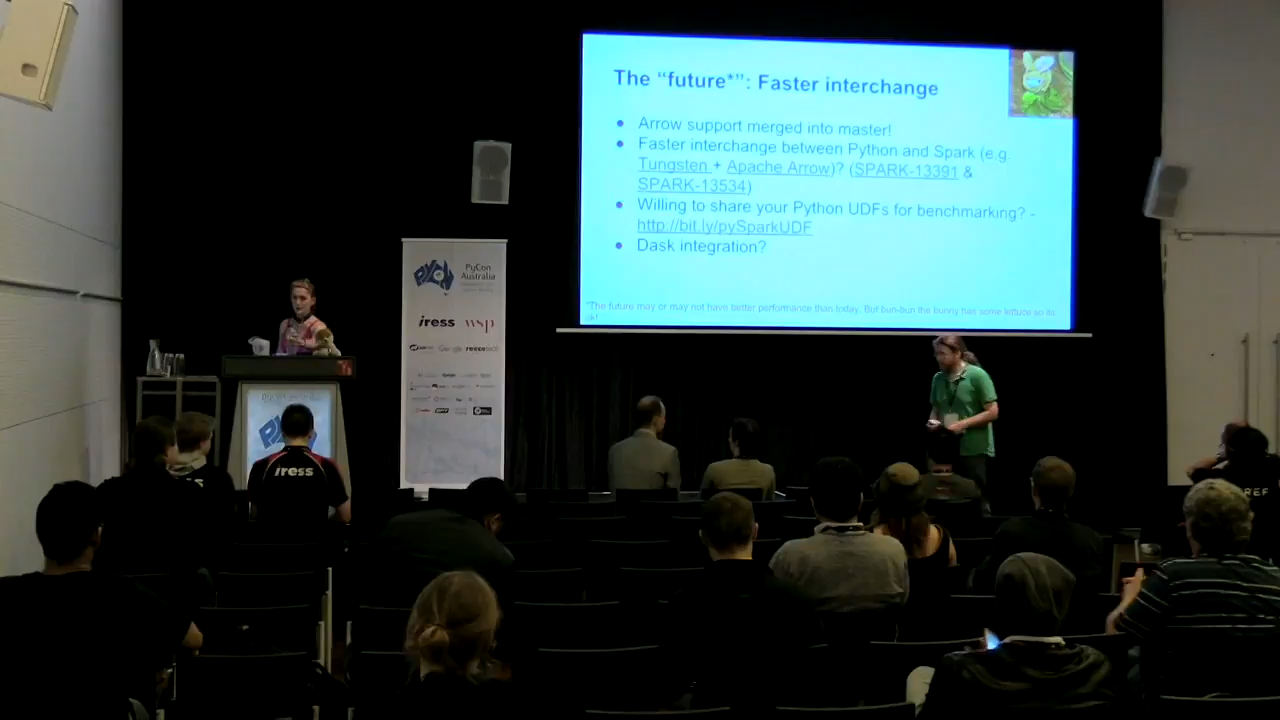 The “future*”: Faster interchange
● Arrow support merged into master!
● Faster interchange between Python and Spark (e.g.
Tungsten + Apache Arrow)? (SPARK-13391 &
SPARK-13534)
● Willing to share your Python UDFs for benchmarking? -
http://bit.ly/pySparkUDF
● Dask integration?
*The future may or may not have better performance than today. But bun-bun the bunny has some lettuce so its
ok!
PyCon
Australia
iress wsp
Google
iress